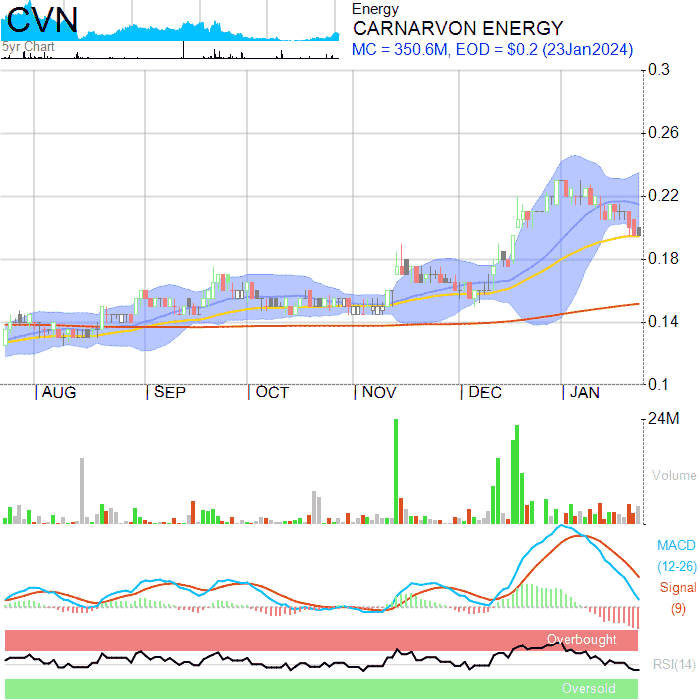 CVN
5yr Chart
Energy
CARNARVON ENERGY
MC = 350.6M, EOD = $0.2 (23Jan2024)
0.3
0.26
0.22
0.18
0.14
0.1
AUG SEP OCT NOV DEC JAN
24M
Volume
MACD
(12-26)
Signal
(9)
Overbought
RSI(14)
Oversold